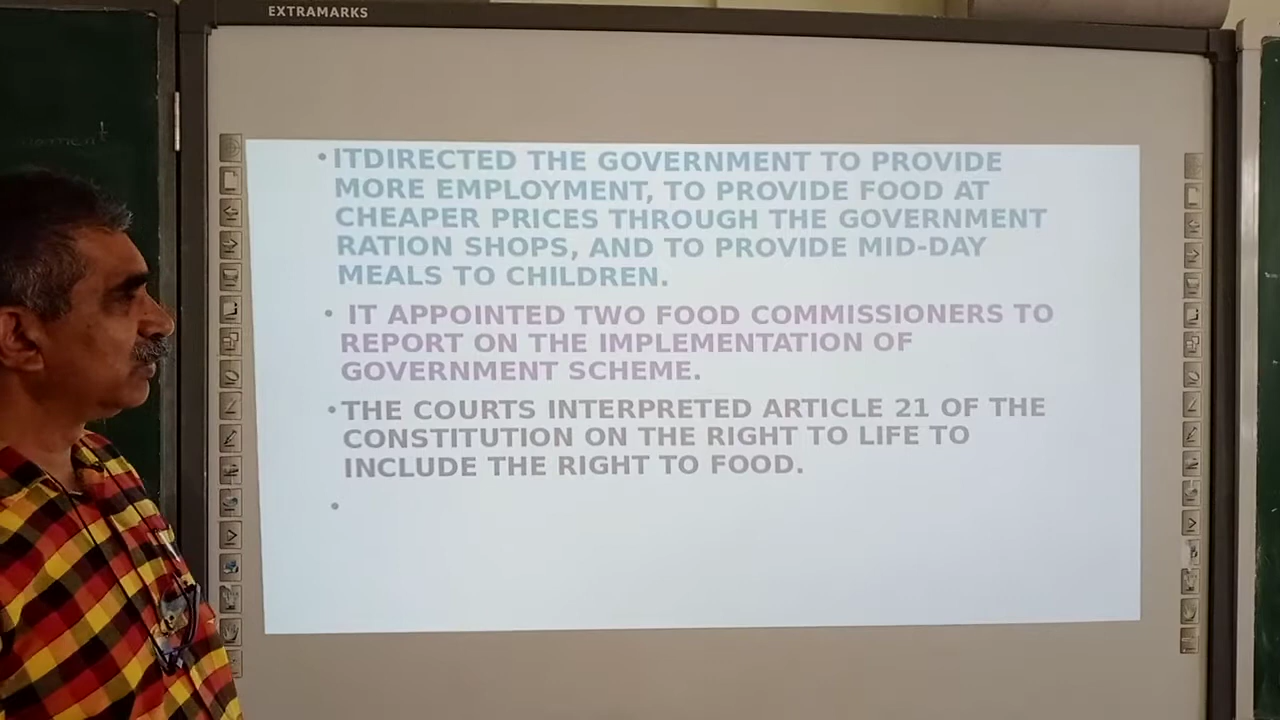 EXTRAMARKS
•ITDIRECTED THE GOVERNMENT TO PROVIDE
MORE EMPLOYMENT, TO PROVIDE FOOD AT
CHEAPER PRICES THROUGH THE GOVERNMENT
RATION SHOPS, AND TO PROVIDE MID-DAY
MEALS TO CHILDREN.
• IT APPOINTED TWO FOOD COMMISSIONERS TO
REPORT ON THE IMPLEMENTATION OF
GOVERNMENT SCHEME.
•THE COURTS INTERPRETED ARTICLE 21 OF THE
CONSTITUTION ON THE RIGHT TO LIFE TO
INCLUDE THE RIGHT TO FOOD.
•